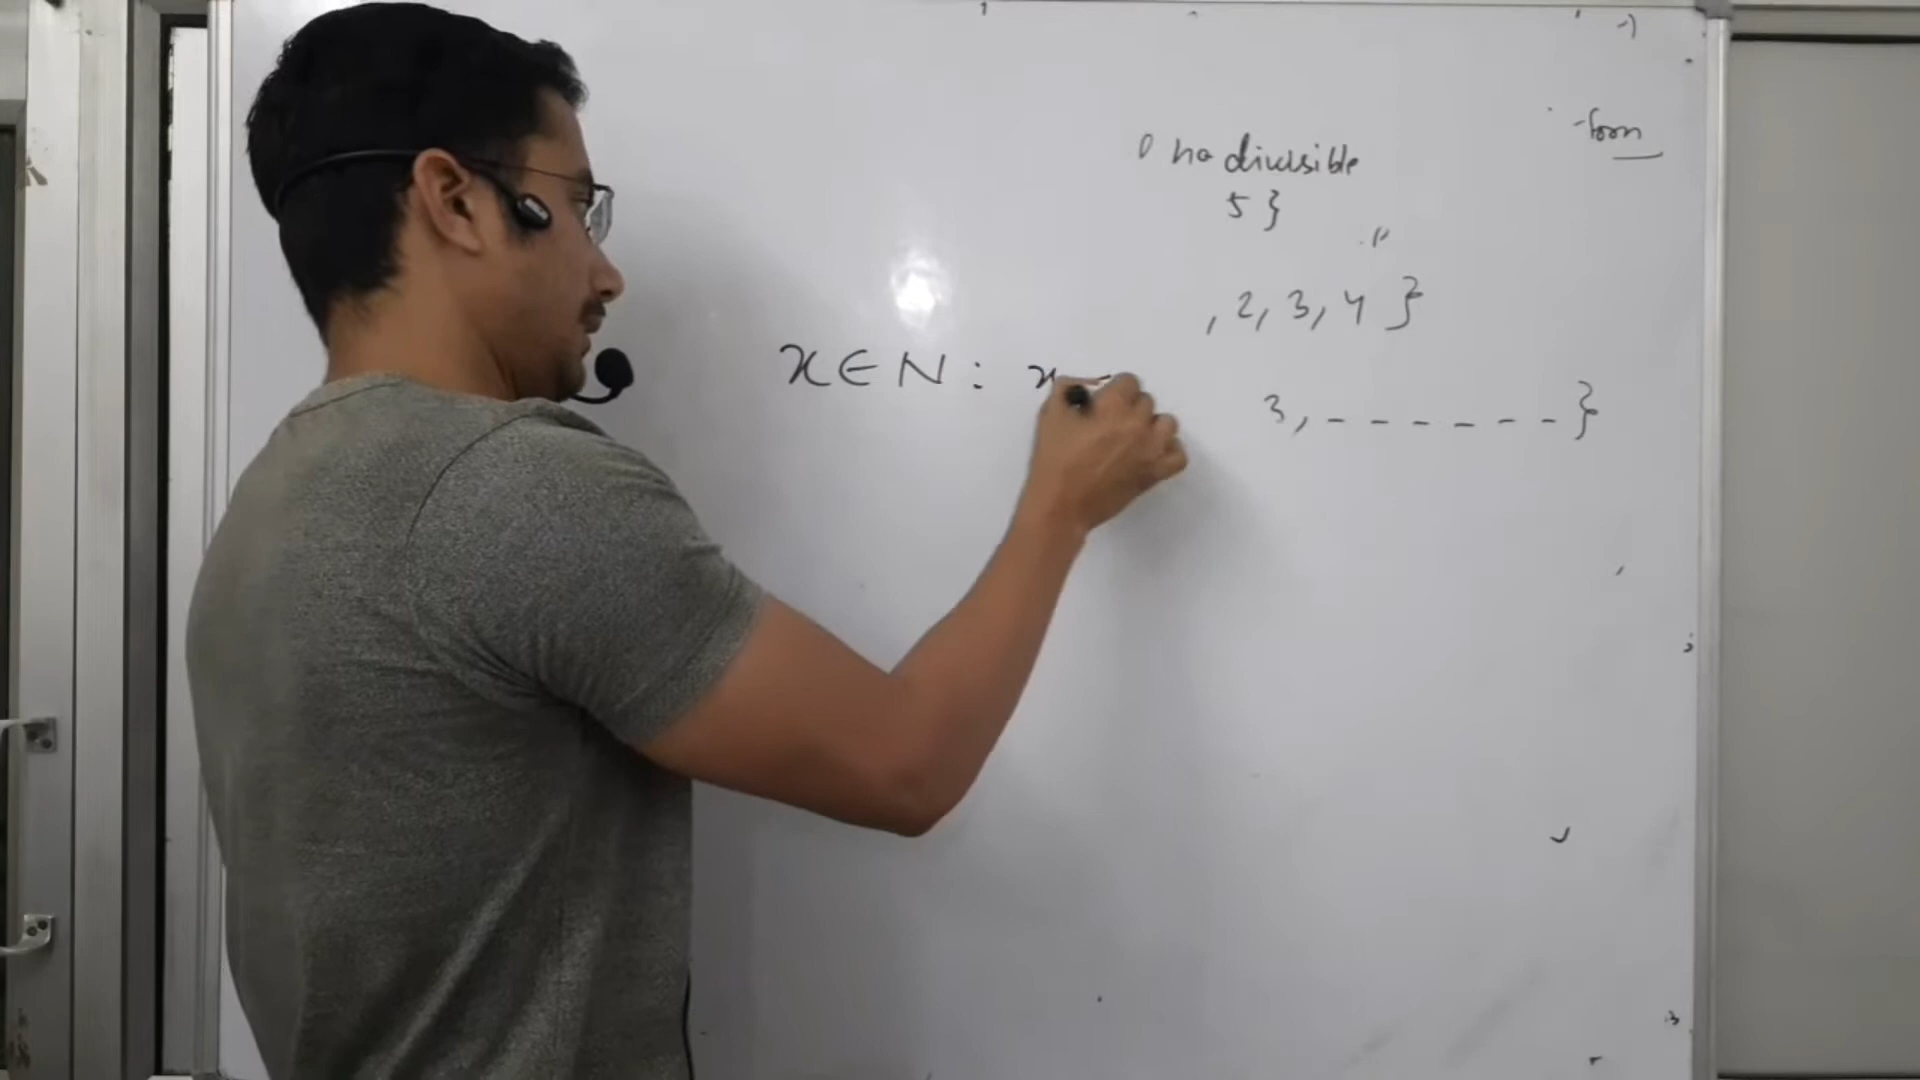 -form
no divisible
5 }
"
, 2, 3, 4 }
x ∈ N : x
3, - - - - - - }